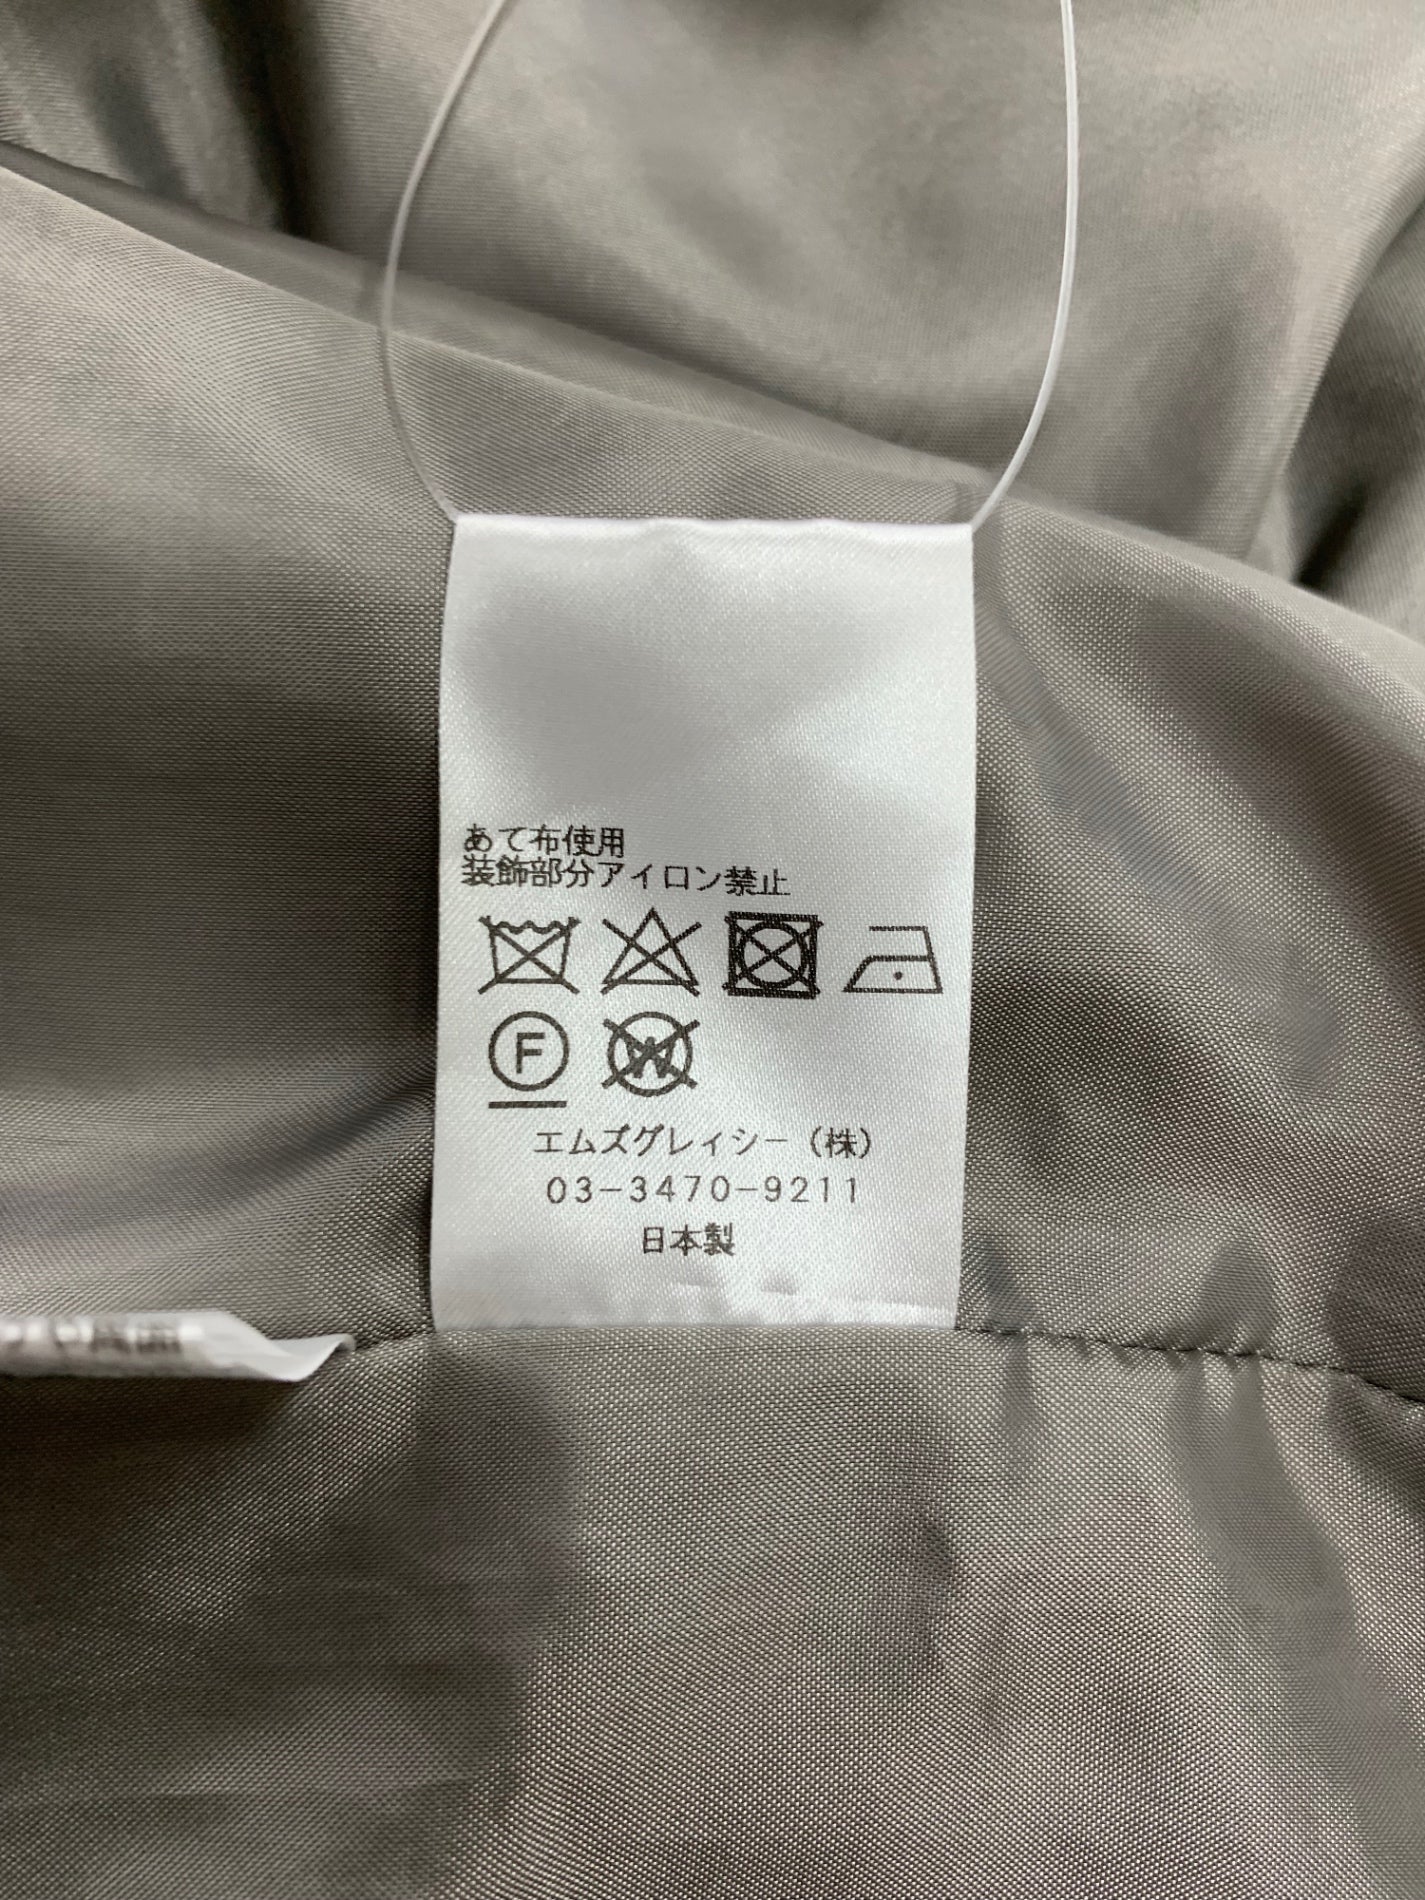 あて布使用
装飾部分アイロン禁止
F W
エムズグレィシー（株）
03-3470-9211
日本製